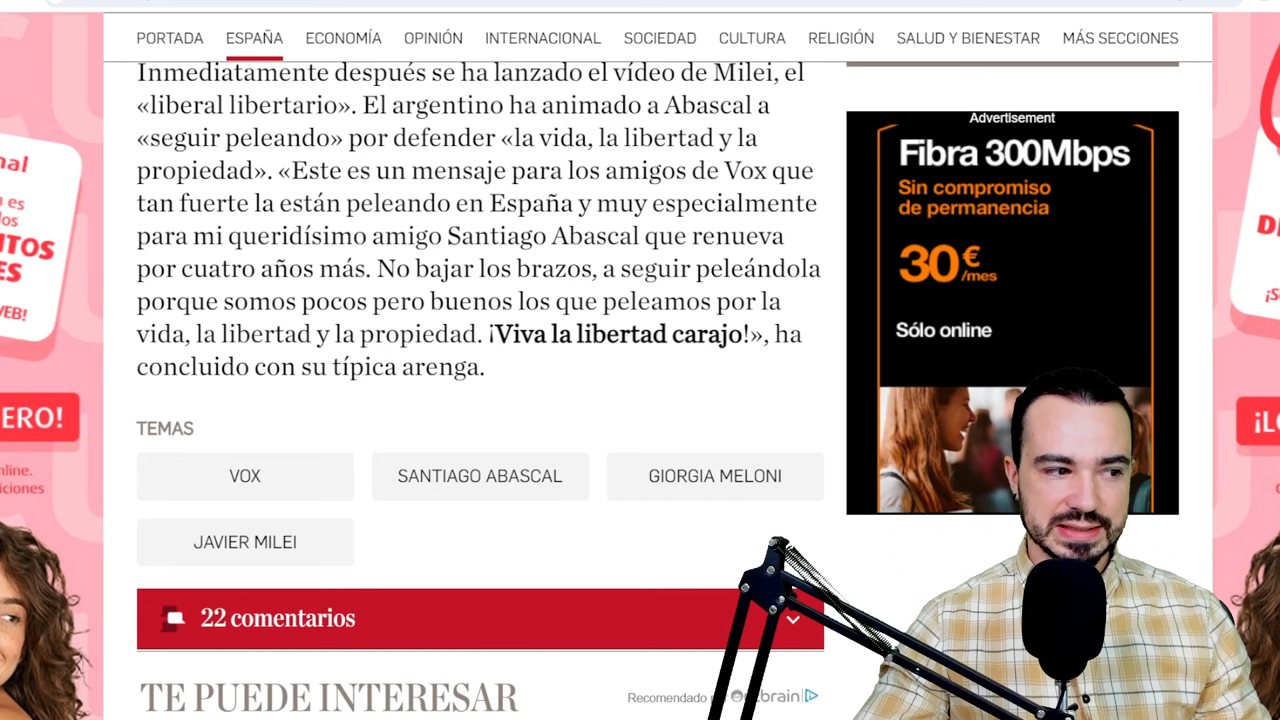 PORTADA ESPAÑA ECONOMÍA OPINIÓN INTERNACIONAL SOCIEDAD CULTURA RELIGIÓN SALUD Y BIENESTAR MÁS SECCIONES
Inmediatamente después se ha lanzado el vídeo de Milei, el
«liberal libertario». El argentino ha animado a Abascal a
«seguir peleando» por defender «la vida, la libertad y la
propiedad». «Este es un mensaje para los amigos de Vox que
tan fuerte la están peleando en España y muy especialmente
para mi queridísimo amigo Santiago Abascal que renueva
por cuatro años más. No bajar los brazos, a seguir peleándola
porque somos pocos pero buenos los que peleamos por la
vida, la libertad y la propiedad. ¡Viva la libertad carajo!», ha
concluido con su típica arenga.
TEMAS
VOX SANTIAGO ABASCAL GIORGIA MELONI
JAVIER MILEI
22 comentarios
TE PUEDE INTERESAR
Recomendado
Advertisement
Fibra 300Mbps
Sin compromiso
de permanencia
30€
/mes
Sólo online